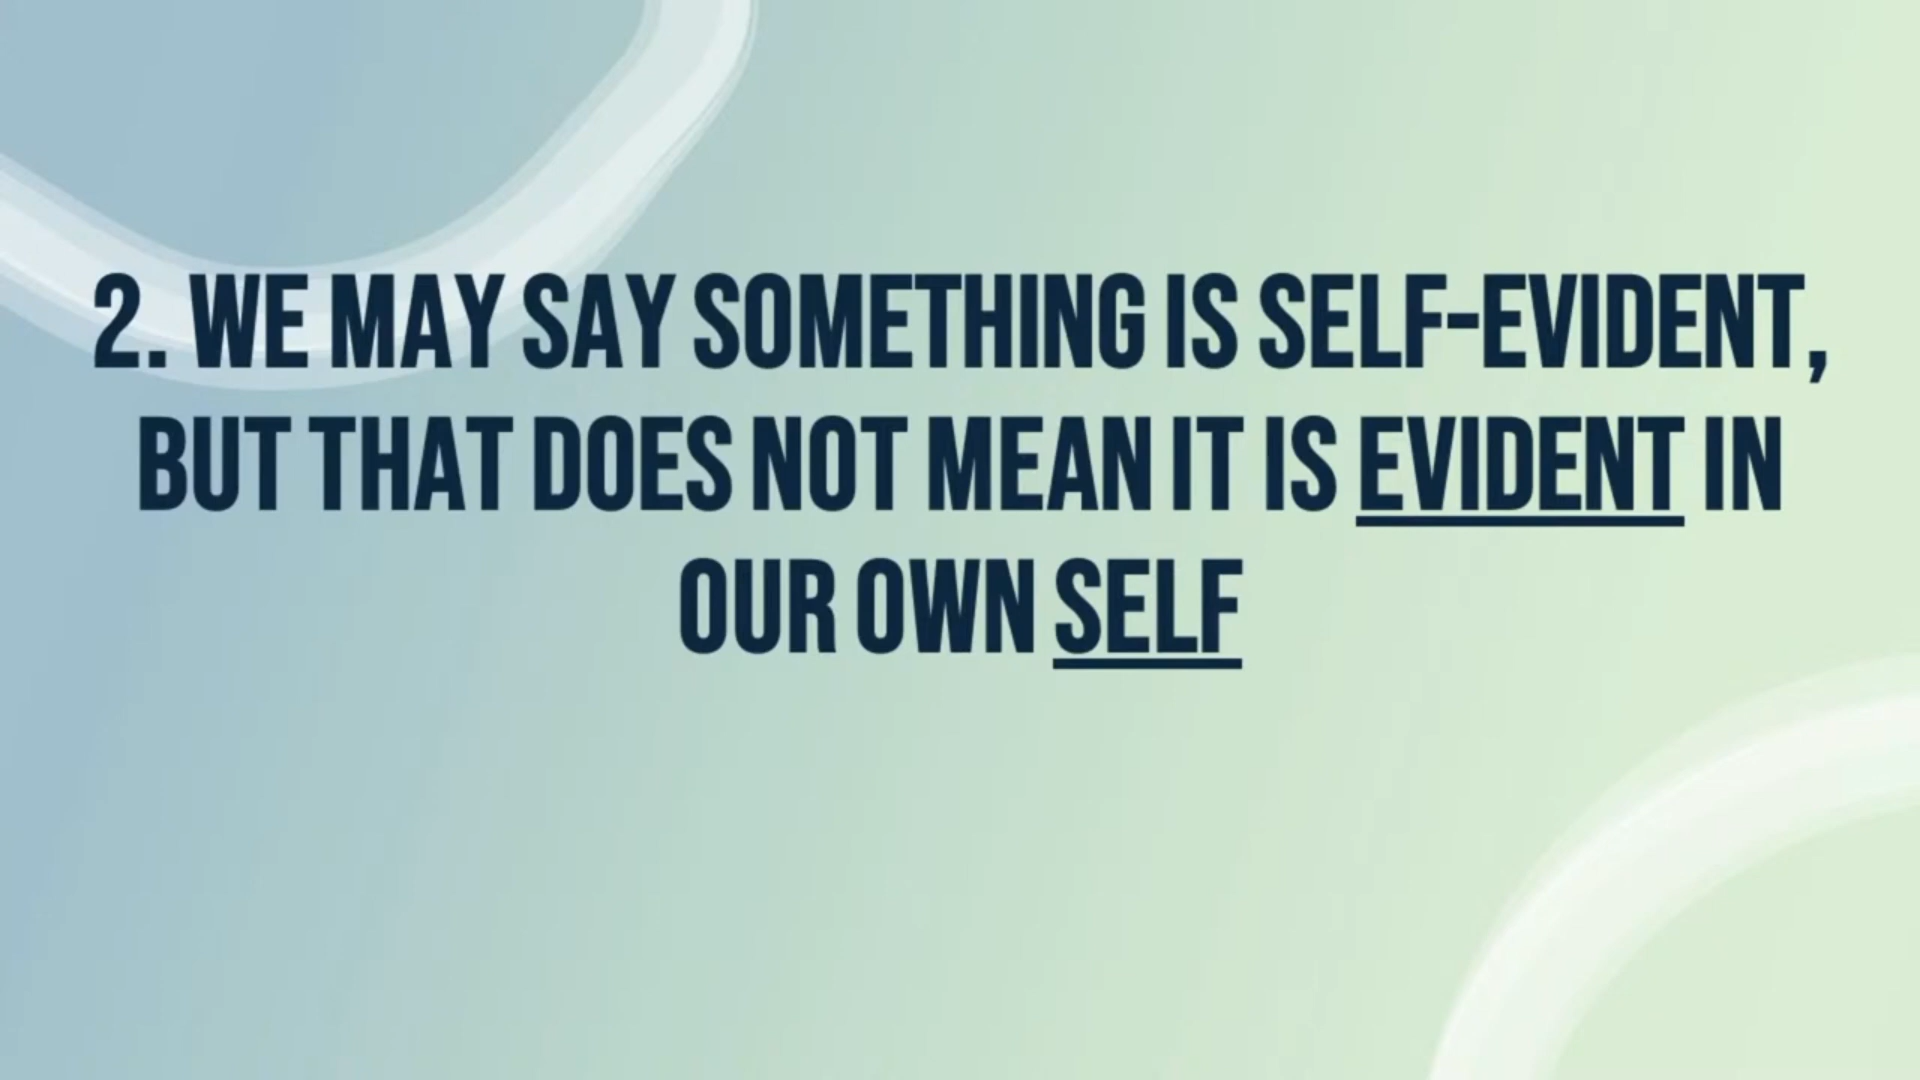 2. WE MAY SAY SOMETHING IS SELF-EVIDENT,
BUT THAT DOES NOT MEAN IT IS EVIDENT IN
OUR OWN SELF